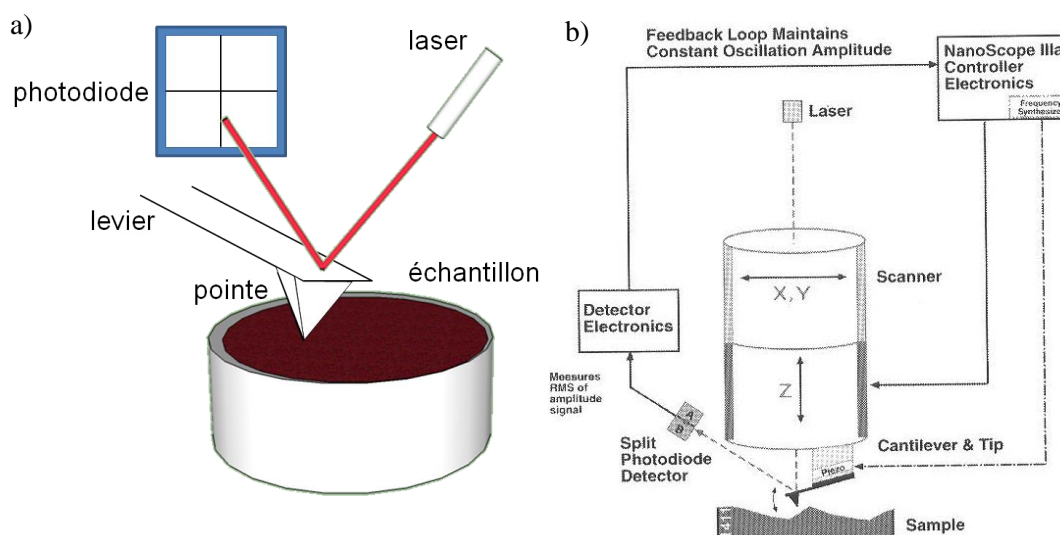 a)
photodiode
laser
levier
pointe
échantillon
b)
Feedback Loop Maintains
Constant Oscillation Amplitude
NanoScope IIIa
Controller
Electronics
Frequency
Laser
Scanner
X,Y
Z
Detector
Electronics
Measures
RMS of
amplitude
signal
A
B
Split
Photodiode
Detector
Cantilever & Tip
Piezo
Sample